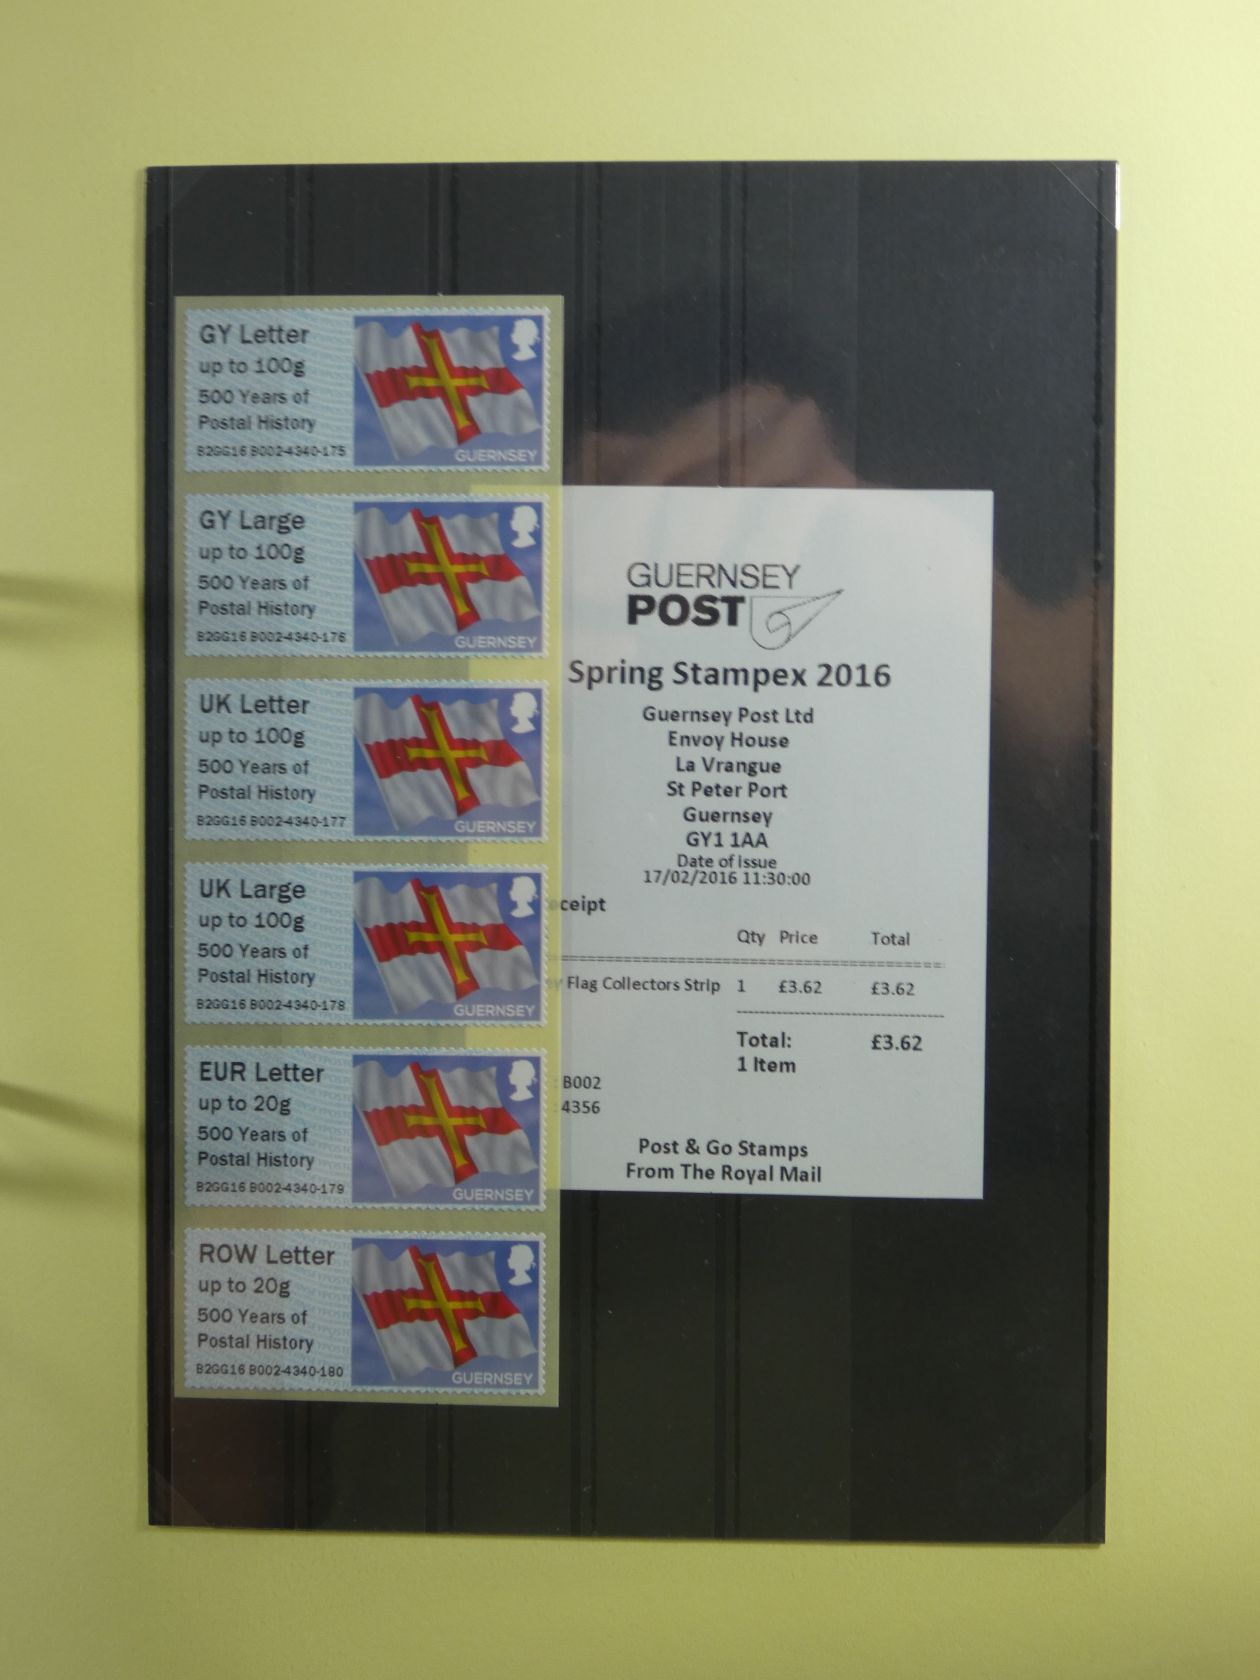 GY Letter
up to 100g
500 Years of
Postal History
B2GG16 B002-4340-175
GUERNSEY
GY Large
up to 100g
500 Years of
Postal History
B2GG16 B002-4340-176
GUERNSEY
UK Letter
up to 100g
500 Years of
Postal History
B2GG16 B002-4340-177
GUERNSEY
UK Large
up to 100g
500 Years of
Postal History
B2GG16 B002-4340-178
GUERNSEY
EUR Letter
up to 20g
500 Years of
Postal History
B2GG16 B002-4340-179
GUERNSEY
ROW Letter
up to 20g
500 Years of
Postal History
B2GG16 B002-4340-180
GUERNSEY
GUERNSEY
POST
Spring Stampex 2016
Guernsey Post Ltd
Envoy House
La Vrangue
St Peter Port
Guernsey
GY1 1AA
Date of issue
17/02/2016 11:30:00
eceipt
Qty Price Total
Flag Collectors Strip 1 £3.62 £3.62
Total: £3.62
1 Item
: B002
: 4356
Post & Go Stamps
From The Royal Mail